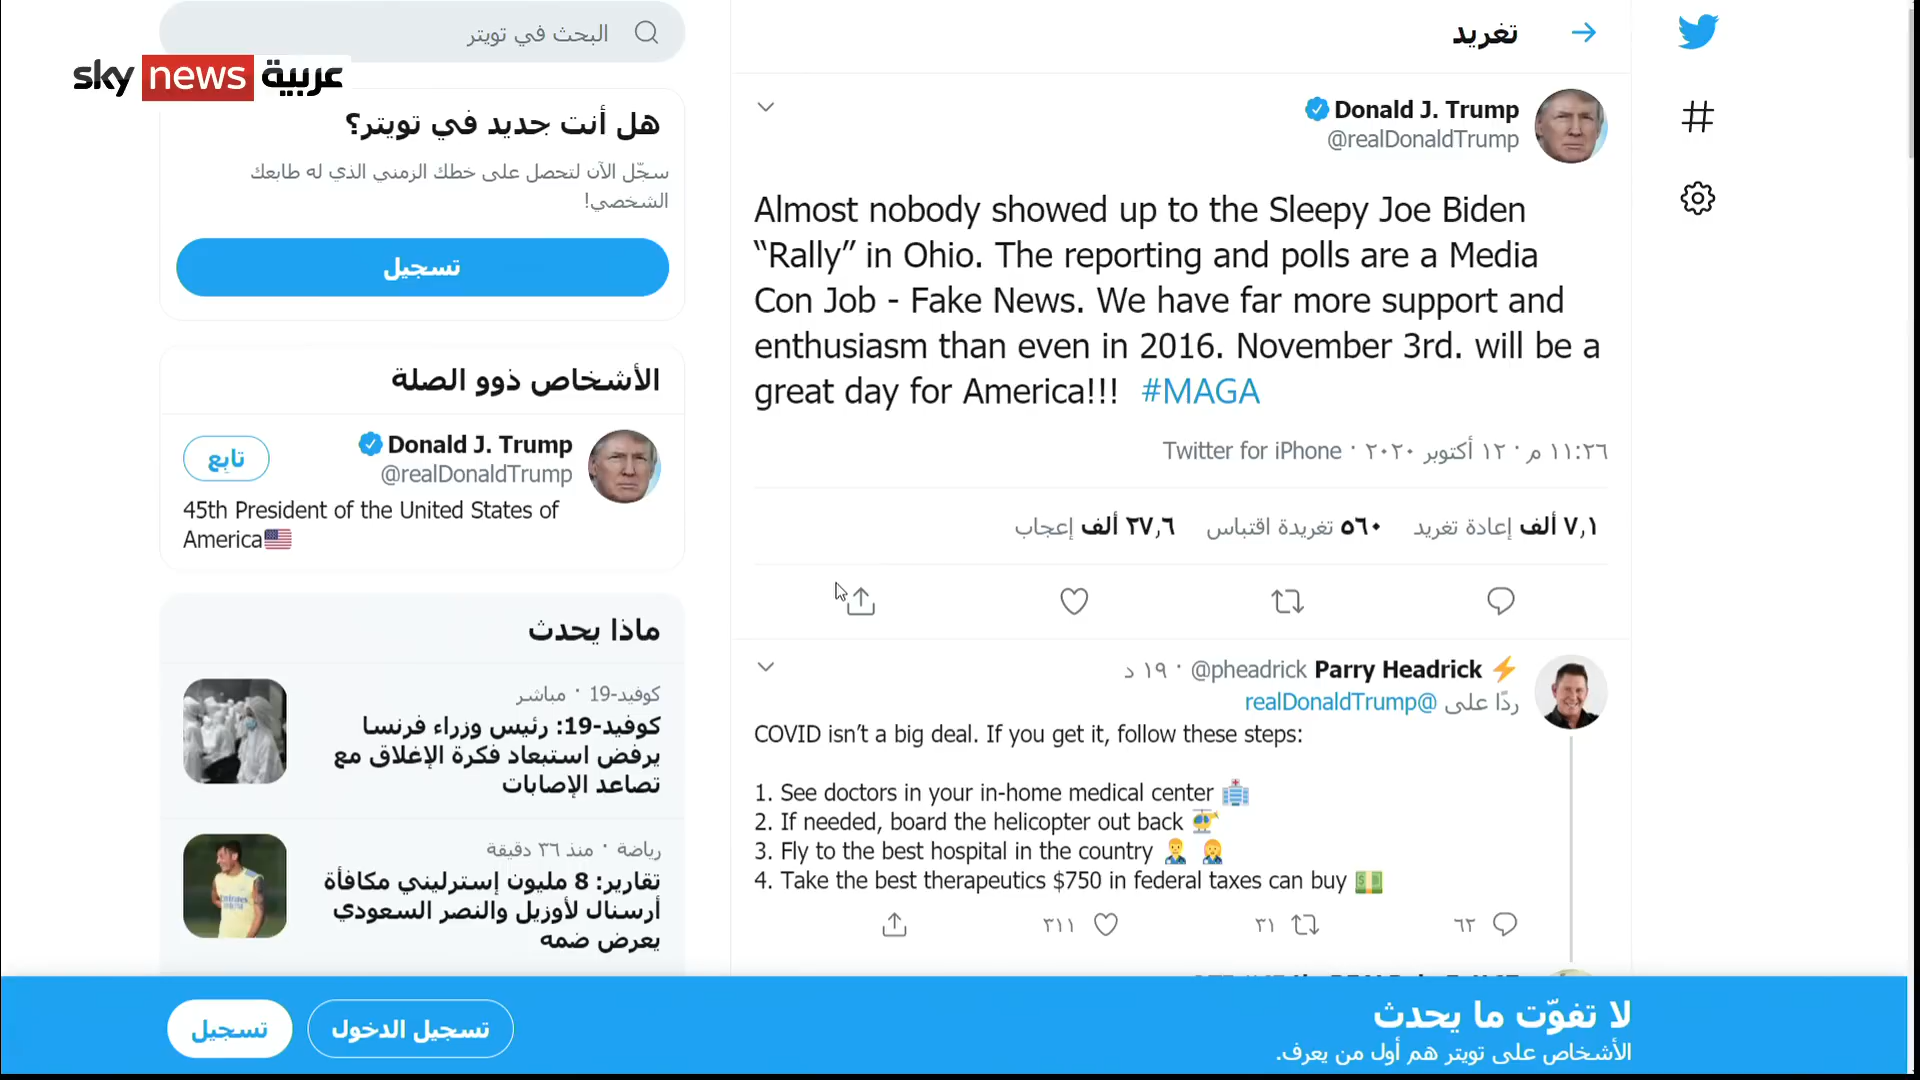 البحث في تويتر
sky news عربية
هل أنت جديد في تويتر؟
سجّل الآن لتحصل على خطك الزمني الذي له طابعك
الشخصي!
تسجيل
الأشخاص ذوو الصلة
Donald J. Trump
@realDonaldTrump
تابع
45th President of the United States of
America🇺🇸
ماذا يحدث
كوفيد-19 · مباشر
كوفيد-19: رئيس وزراء فرنسا
يرفض استبعاد فكرة الإغلاق مع
تصاعد الإصابات
رياضة · منذ ٣٦ دقيقة
تقارير: 8 مليون إسترليني مكافأة
أرسنال لأوزيل والنصر السعودي
يعرض ضمه
تغريد
Donald J. Trump
@realDonaldTrump
Almost nobody showed up to the Sleepy Joe Biden
“Rally” in Ohio. The reporting and polls are a Media
Con Job - Fake News. We have far more support and
enthusiasm than even in 2016. November 3rd. will be a
great day for America!!! #MAGA
١١:٢٦ م · ١٢ أكتوبر ٢٠٢٠ · Twitter for iPhone
٧,١ ألف إعادة تغريد ٥٦٠ تغريدة اقتباس ٢٧,٦ ألف إعجاب
⚡ Parry Headrick @pheadrick · ١٩ د
ردًا على @realDonaldTrump
COVID isn’t a big deal. If you get it, follow these steps:
1. See doctors in your in-home medical center 🏥
2. If needed, board the helicopter out back 🚁
3. Fly to the best hospital in the country 👨‍⚕️ 👩‍⚕️
4. Take the best therapeutics $750 in federal taxes can buy 💵
٦٢ ٣١ ٣١١
لا تفوّت ما يحدث
الأشخاص على تويتر هم أول من يعرف.
تسجيل الدخول
تسجيل